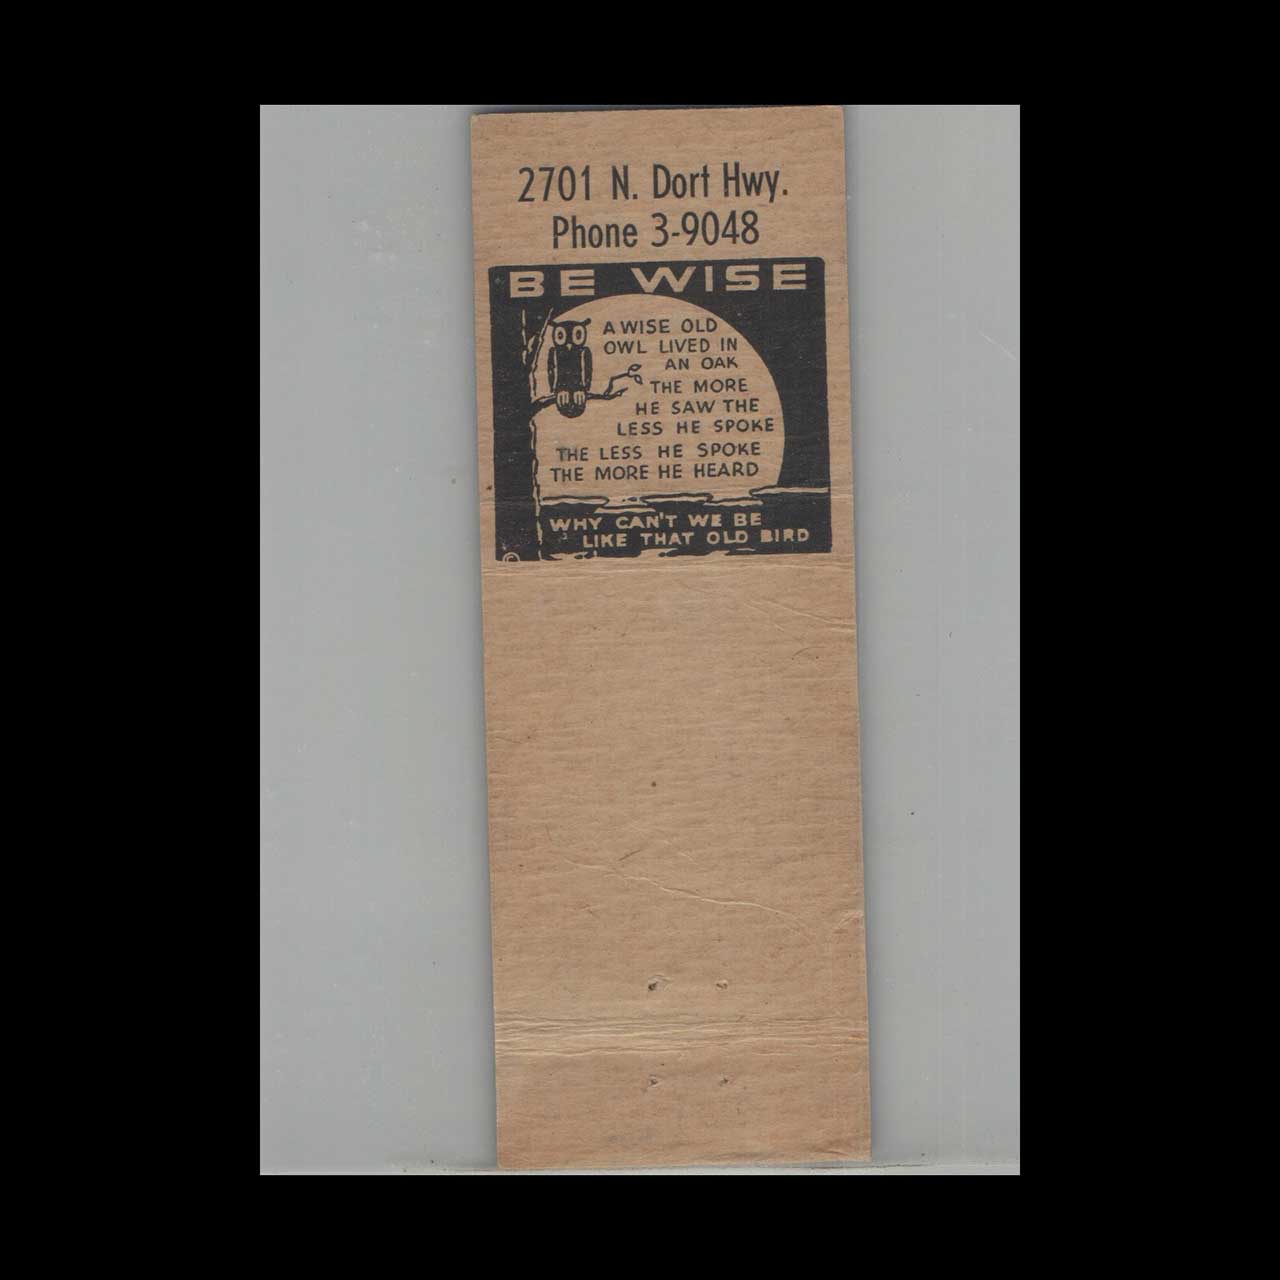 2701 N. Dort Hwy.
Phone 3-9048
BE WISE
A WISE OLD
OWL LIVED IN
AN OAK
THE MORE
HE SAW THE
LESS HE SPOKE
THE LESS HE SPOKE
THE MORE HE HEARD
WHY CAN'T WE BE
LIKE THAT OLD BIRD
©